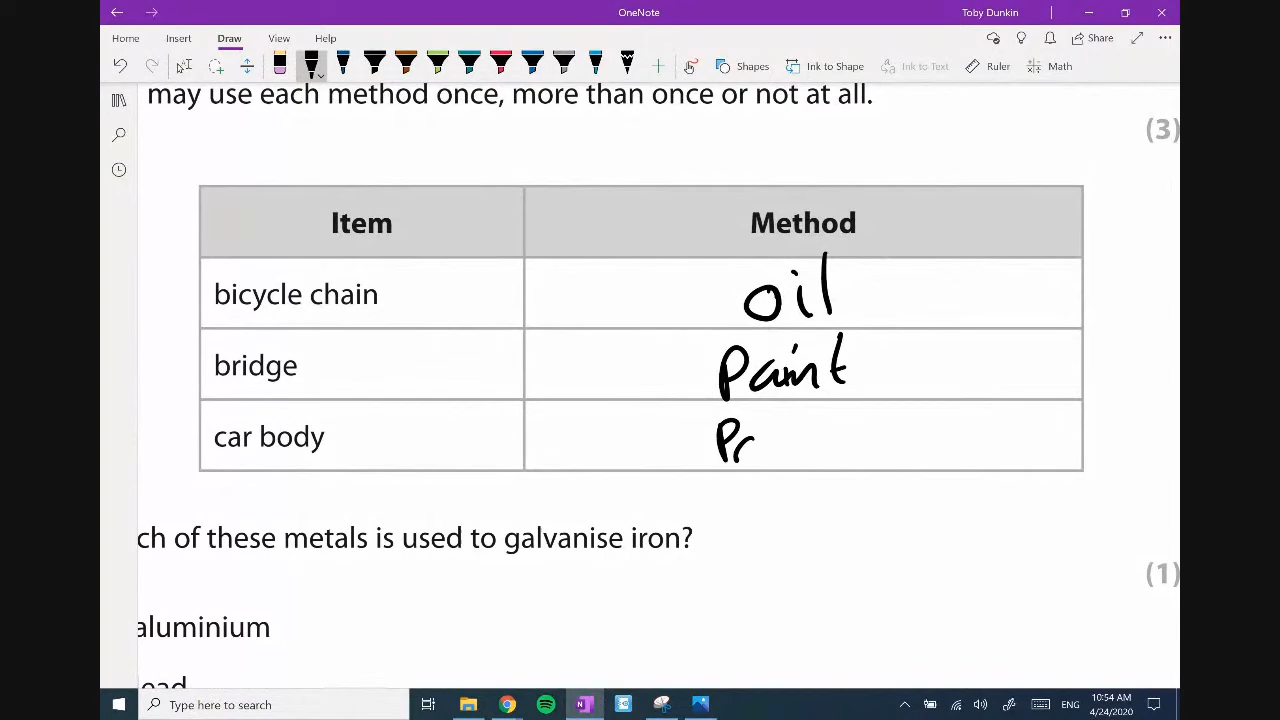 OneNote
Toby Dunkin
Home Insert Draw View Help
Share
Shapes Ink to Shape Ink to Text Ruler Math
may use each method once, more than once or not at all.
(3)
Item Method
bicycle chain oil
bridge paint
car body Pr
ch of these metals is used to galvanise iron?
(1)
aluminium
ead
Type here to search
ENG
10:54 AM
4/24/2020